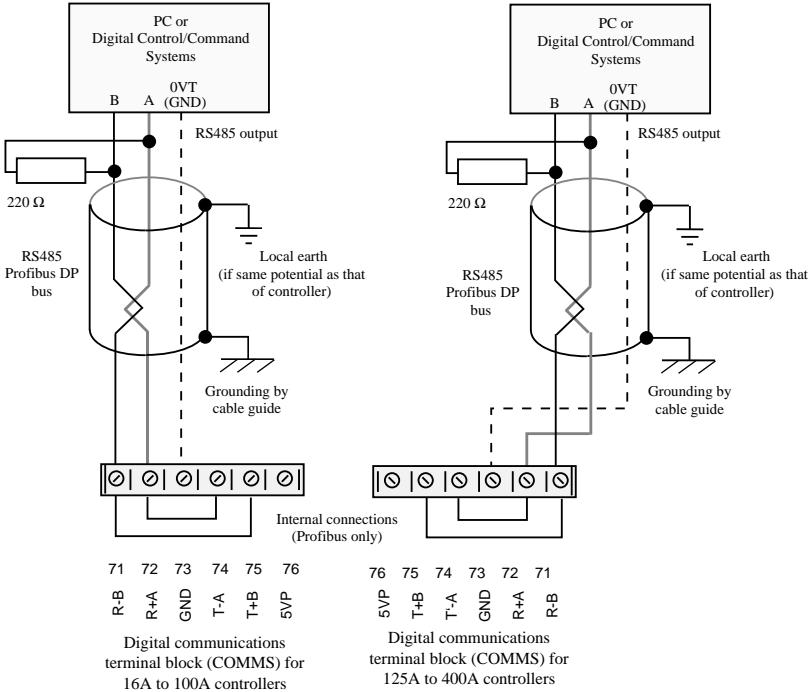 PC or
Digital Control/Command
Systems
0VT
B A (GND)
RS485 output
220 Ω
RS485
Profibus DP
bus
Local earth
(if same potential as that
of controller)
Grounding by
cable guide
PC or
Digital Control/Command
Systems
0VT
B A (GND)
RS485 output
220 Ω
RS485
Profibus DP
bus
Local earth
(if same potential as that
of controller)
Grounding by
cable guide
Internal connections
(Profibus only)
71 72 73 74 75 76
R-B R+A GND T-A T+B 5VP
Digital communications
terminal block (COMMS) for
16A to 100A controllers
76 75 74 73 72 71
5VP T+B T'-A GND R+A R-B
Digital communications
terminal block (COMMS) for
125A to 400A controllers